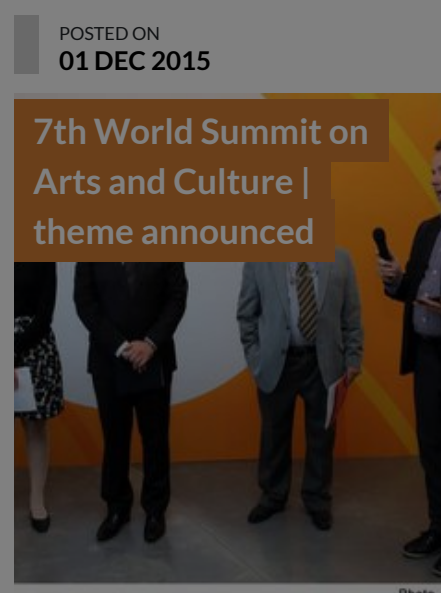 POSTED ON
01 DEC 2015
7th World Summit on
Arts and Culture |
theme announced